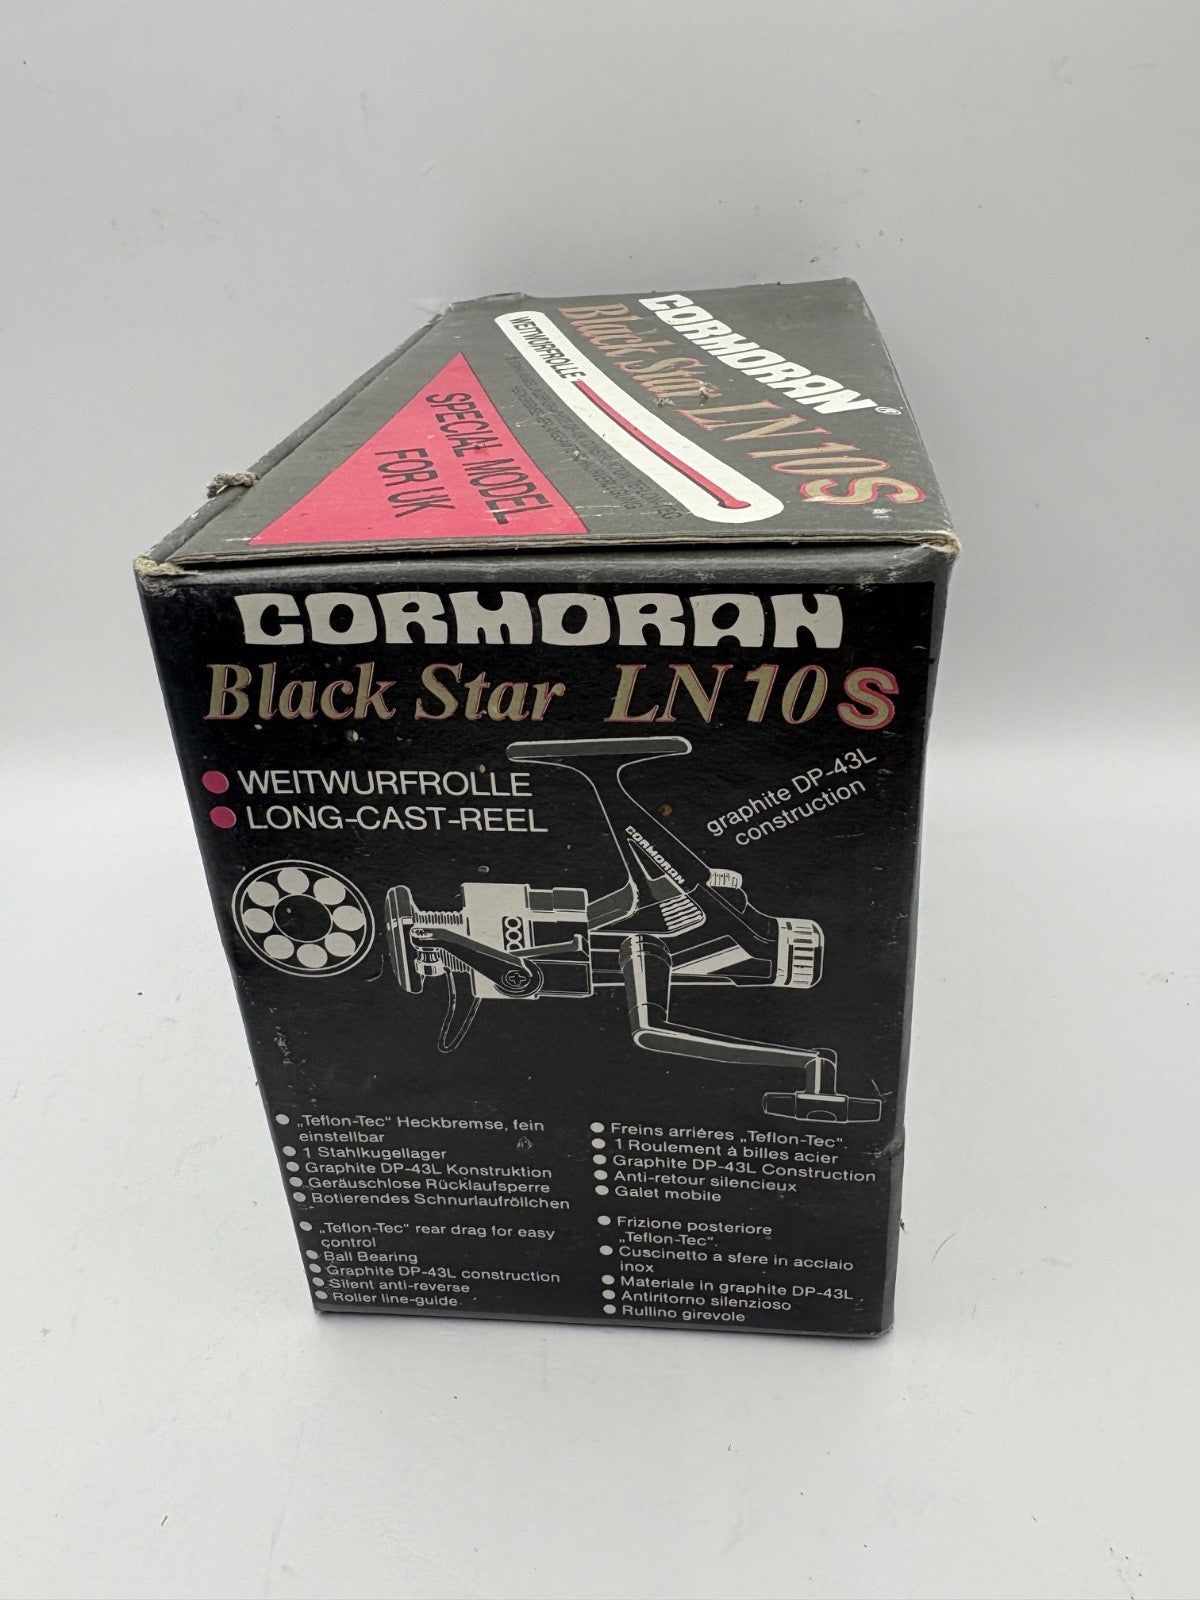 CORMORAN®
Black Star LN 10 S
WEITWURFROLLE
SPECIAL MODEL
FOR UK
CORMORAN
Black Star LN 10 S
WEITWURFROLLE
LONG-CAST-REEL
graphite DP-43L
construction
CORMORAN
„Teflon-Tec" Heckbremse, fein
einstellbar
1 Stahlkugellager
Graphite DP-43L Konstruktion
Geräuschlose Rücklaufsperre
Rotierendes Schnurlaufröllchen
„Teflon-Tec" rear drag for easy
control
Ball Bearing
Graphite DP-43L construction
Silent anti-reverse
Roller line-guide
Freins arrières „Teflon-Tec"
1 Roulement à billes acier
Graphite DP-43L Construction
Anti-retour silencieux
Galet mobile
Frizione posteriore
„Teflon-Tec".
Cuscinetto a sfere in acciaio
inox
Materiale in graphite DP-43L
Antiritorno silenzioso
Rullino girevole